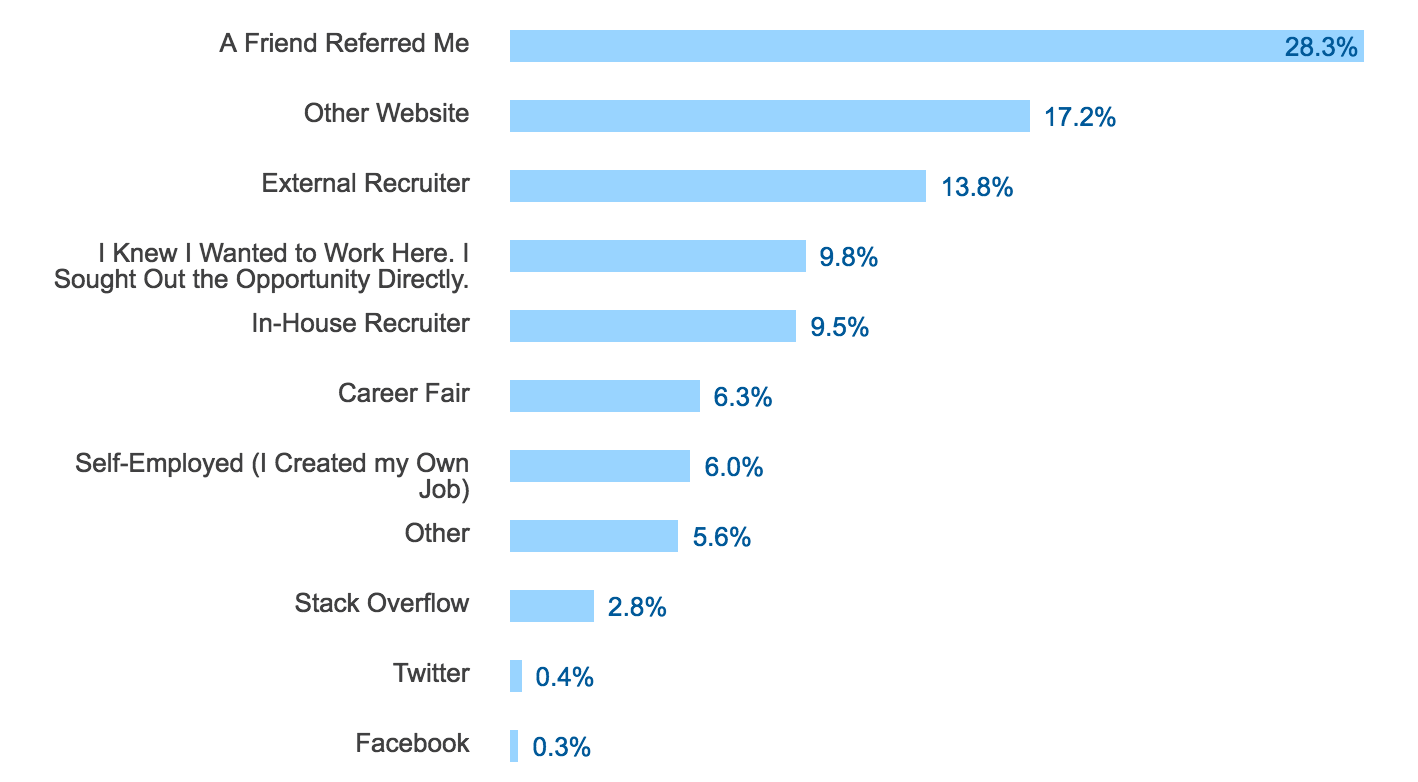 A Friend Referred Me
28.3%
Other Website
17.2%
External Recruiter
13.8%
I Knew I Wanted to Work Here. I
Sought Out the Opportunity Directly.
9.8%
In-House Recruiter
9.5%
Career Fair
6.3%
Self-Employed (I Created my Own
Job)
6.0%
Other
5.6%
Stack Overflow
2.8%
Twitter
0.4%
Facebook
0.3%